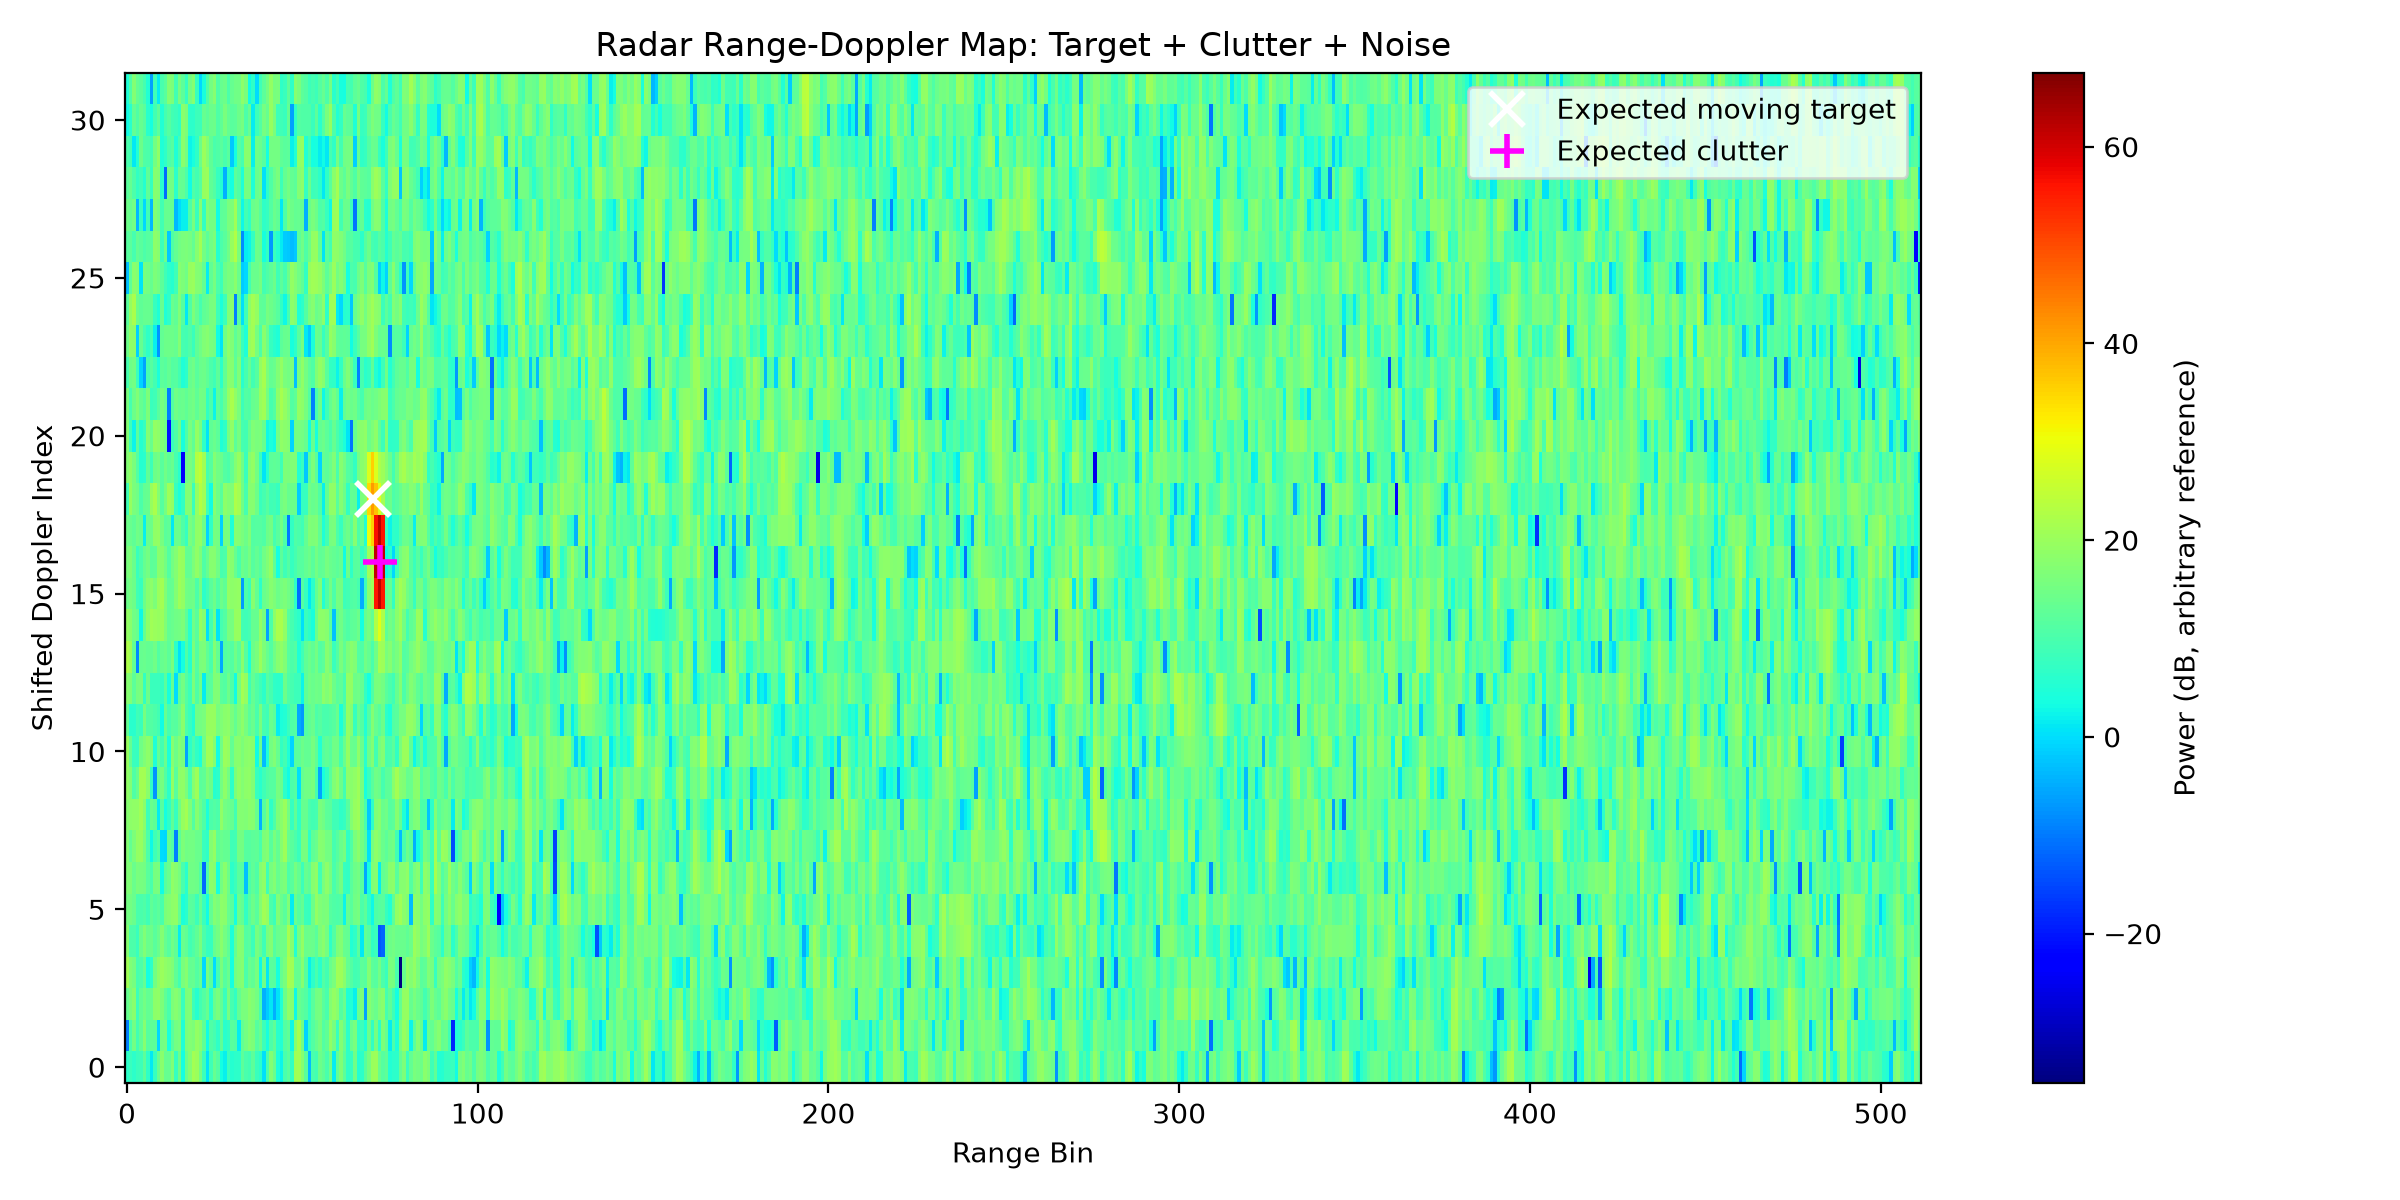 Radar Range-Doppler Map: Target + Clutter + Noise
Expected moving target
Expected clutter
Shifted Doppler Index
30
25
20
15
10
5
0
0 100 200 300 400 500
Range Bin
60
40
20
0
−20
Power (dB, arbitrary reference)